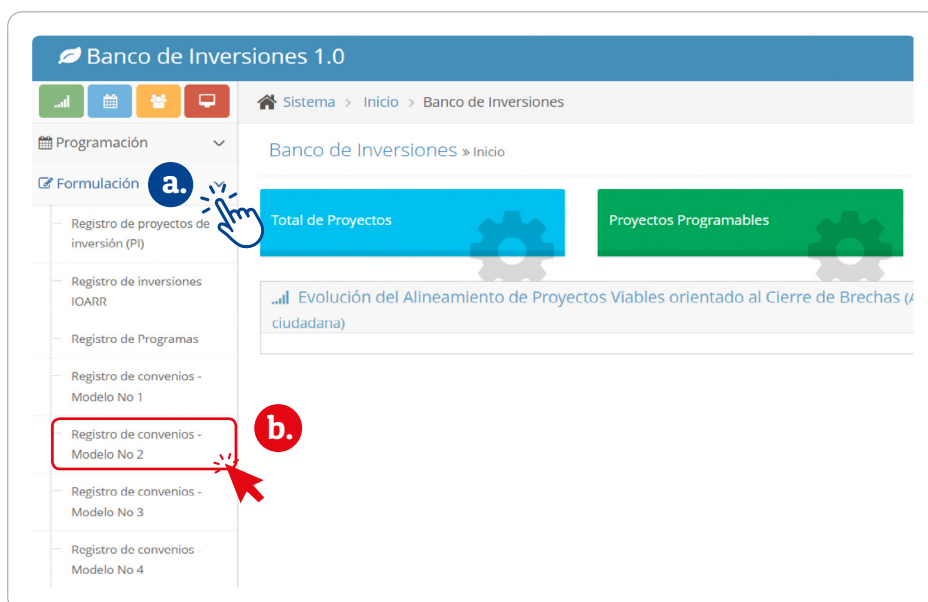 Banco de Inversiones 1.0
Sistema > Inicio > Banco de Inversiones
Programación
Banco de Inversiones » Inicio
Formulación
a.
Registro de proyectos de
inversión (PI)
Total de Proyectos
Proyectos Programables
Registro de inversiones
IOARR
Evolución del Alineamiento de Proyectos Viables orientado al Cierre de Brechas (A
ciudadana)
Registro de Programas
Registro de convenios -
Modelo No 1
Registro de convenios -
Modelo No 2
b.
Registro de convenios -
Modelo No 3
Registro de convenios -
Modelo No 4